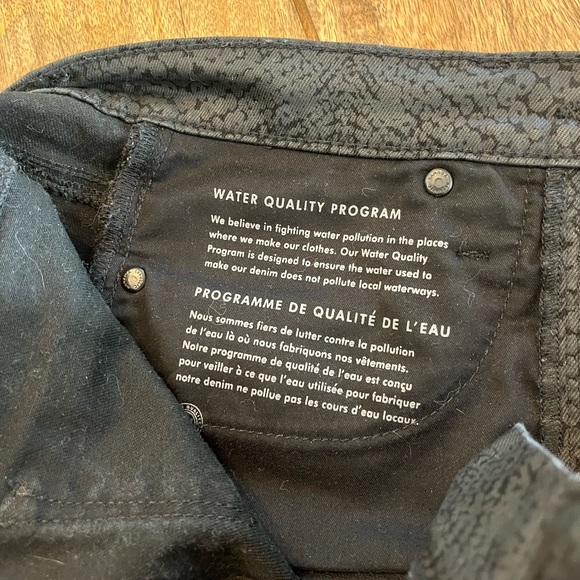 WATER QUALITY PROGRAM
We believe in fighting water pollution in the places
where we make our clothes. Our Water Quality
Program is designed to ensure the water used to
make our denim does not pollute local waterways.
PROGRAMME DE QUALITÉ DE L'EAU
Nous sommes fiers de lutter contre la pollution
de l'eau là où nous fabriquons nos vêtements.
Notre programme de qualité de l'eau est conçu
pour veiller à ce que l'eau utilisée pour fabriquer
notre denim ne pollue pas les cours d'eau locaux.